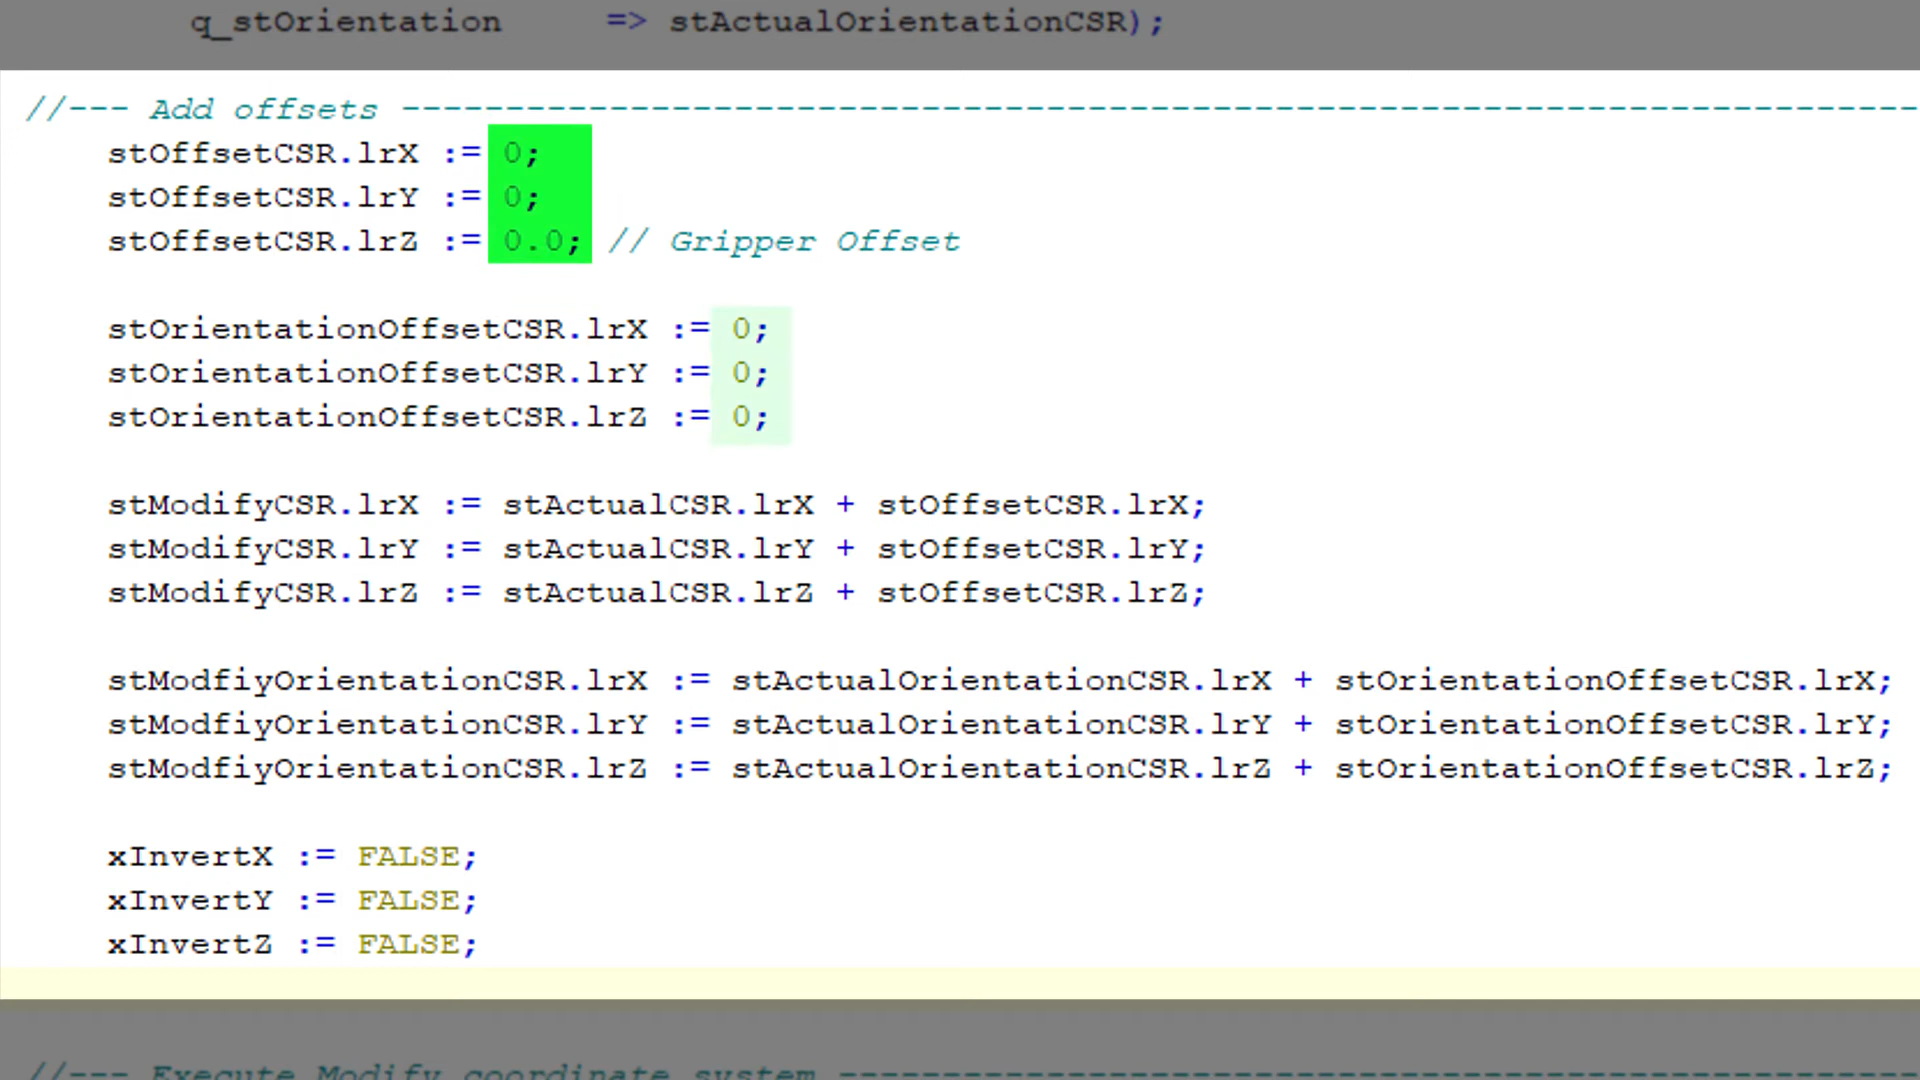 q_stOrientation => stActualOrientationCSR);
//--- Add offsets -------------------------------------------------------------------------
stOffsetCSR.lrX := 0;
stOffsetCSR.lrY := 0;
stOffsetCSR.lrZ := 0.0; // Gripper Offset
stOrientationOffsetCSR.lrX := 0;
stOrientationOffsetCSR.lrY := 0;
stOrientationOffsetCSR.lrZ := 0;
stModifyCSR.lrX := stActualCSR.lrX + stOffsetCSR.lrX;
stModifyCSR.lrY := stActualCSR.lrY + stOffsetCSR.lrY;
stModifyCSR.lrZ := stActualCSR.lrZ + stOffsetCSR.lrZ;
stModfiyOrientationCSR.lrX := stActualOrientationCSR.lrX + stOrientationOffsetCSR.lrX;
stModfiyOrientationCSR.lrY := stActualOrientationCSR.lrY + stOrientationOffsetCSR.lrY;
stModfiyOrientationCSR.lrZ := stActualOrientationCSR.lrZ + stOrientationOffsetCSR.lrZ;
xInvertX := FALSE;
xInvertY := FALSE;
xInvertZ := FALSE;
//--- Execute Modify coordinate system ----------------------------------------------------